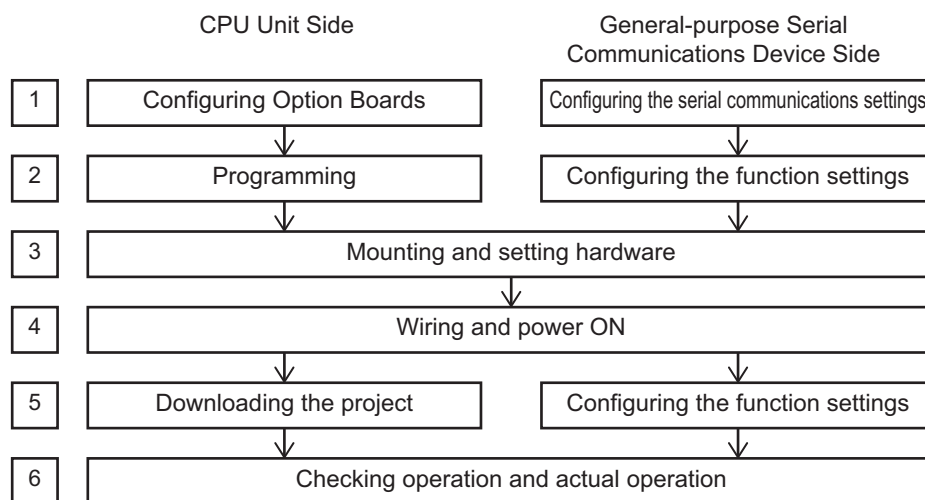 CPU Unit Side
General-purpose Serial
Communications Device Side
1
Configuring Option Boards
Configuring the serial communications settings
2
Programming
Configuring the function settings
3
Mounting and setting hardware
4
Wiring and power ON
5
Downloading the project
Configuring the function settings
6
Checking operation and actual operation